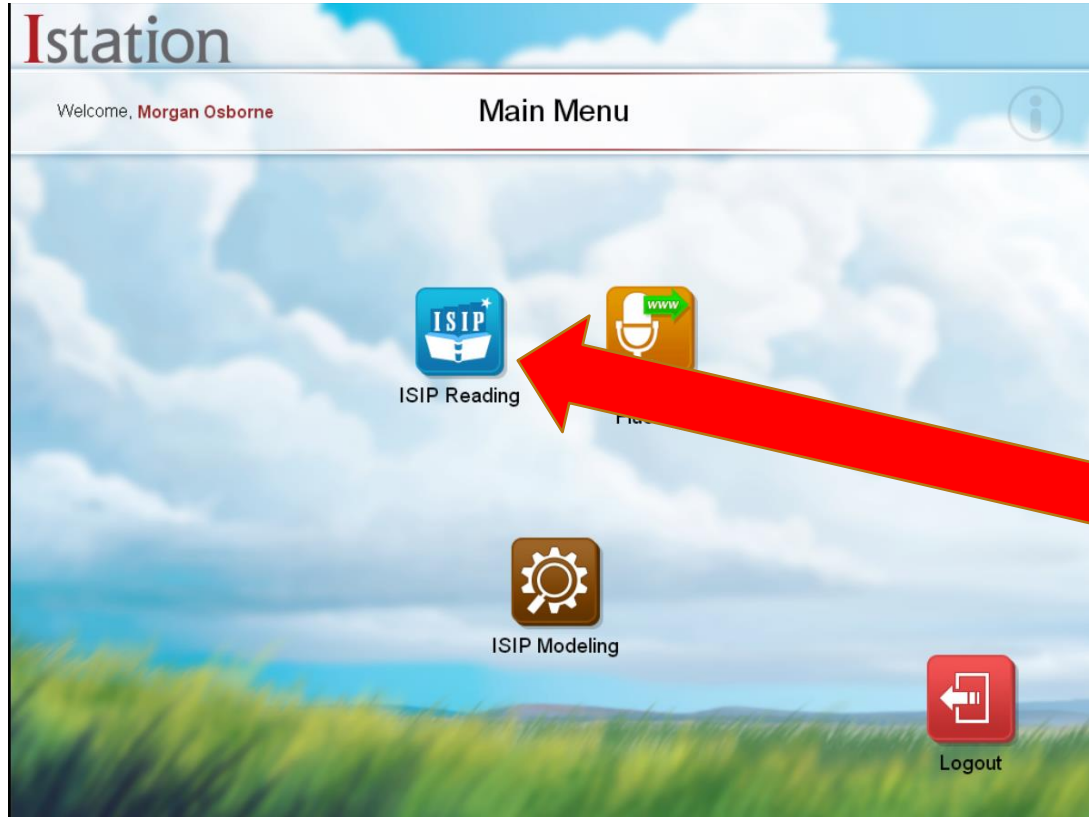 Istation
Welcome, Morgan Osborne
Main Menu
ISIP
www
ISIP Reading
ISIP Modeling
Logout